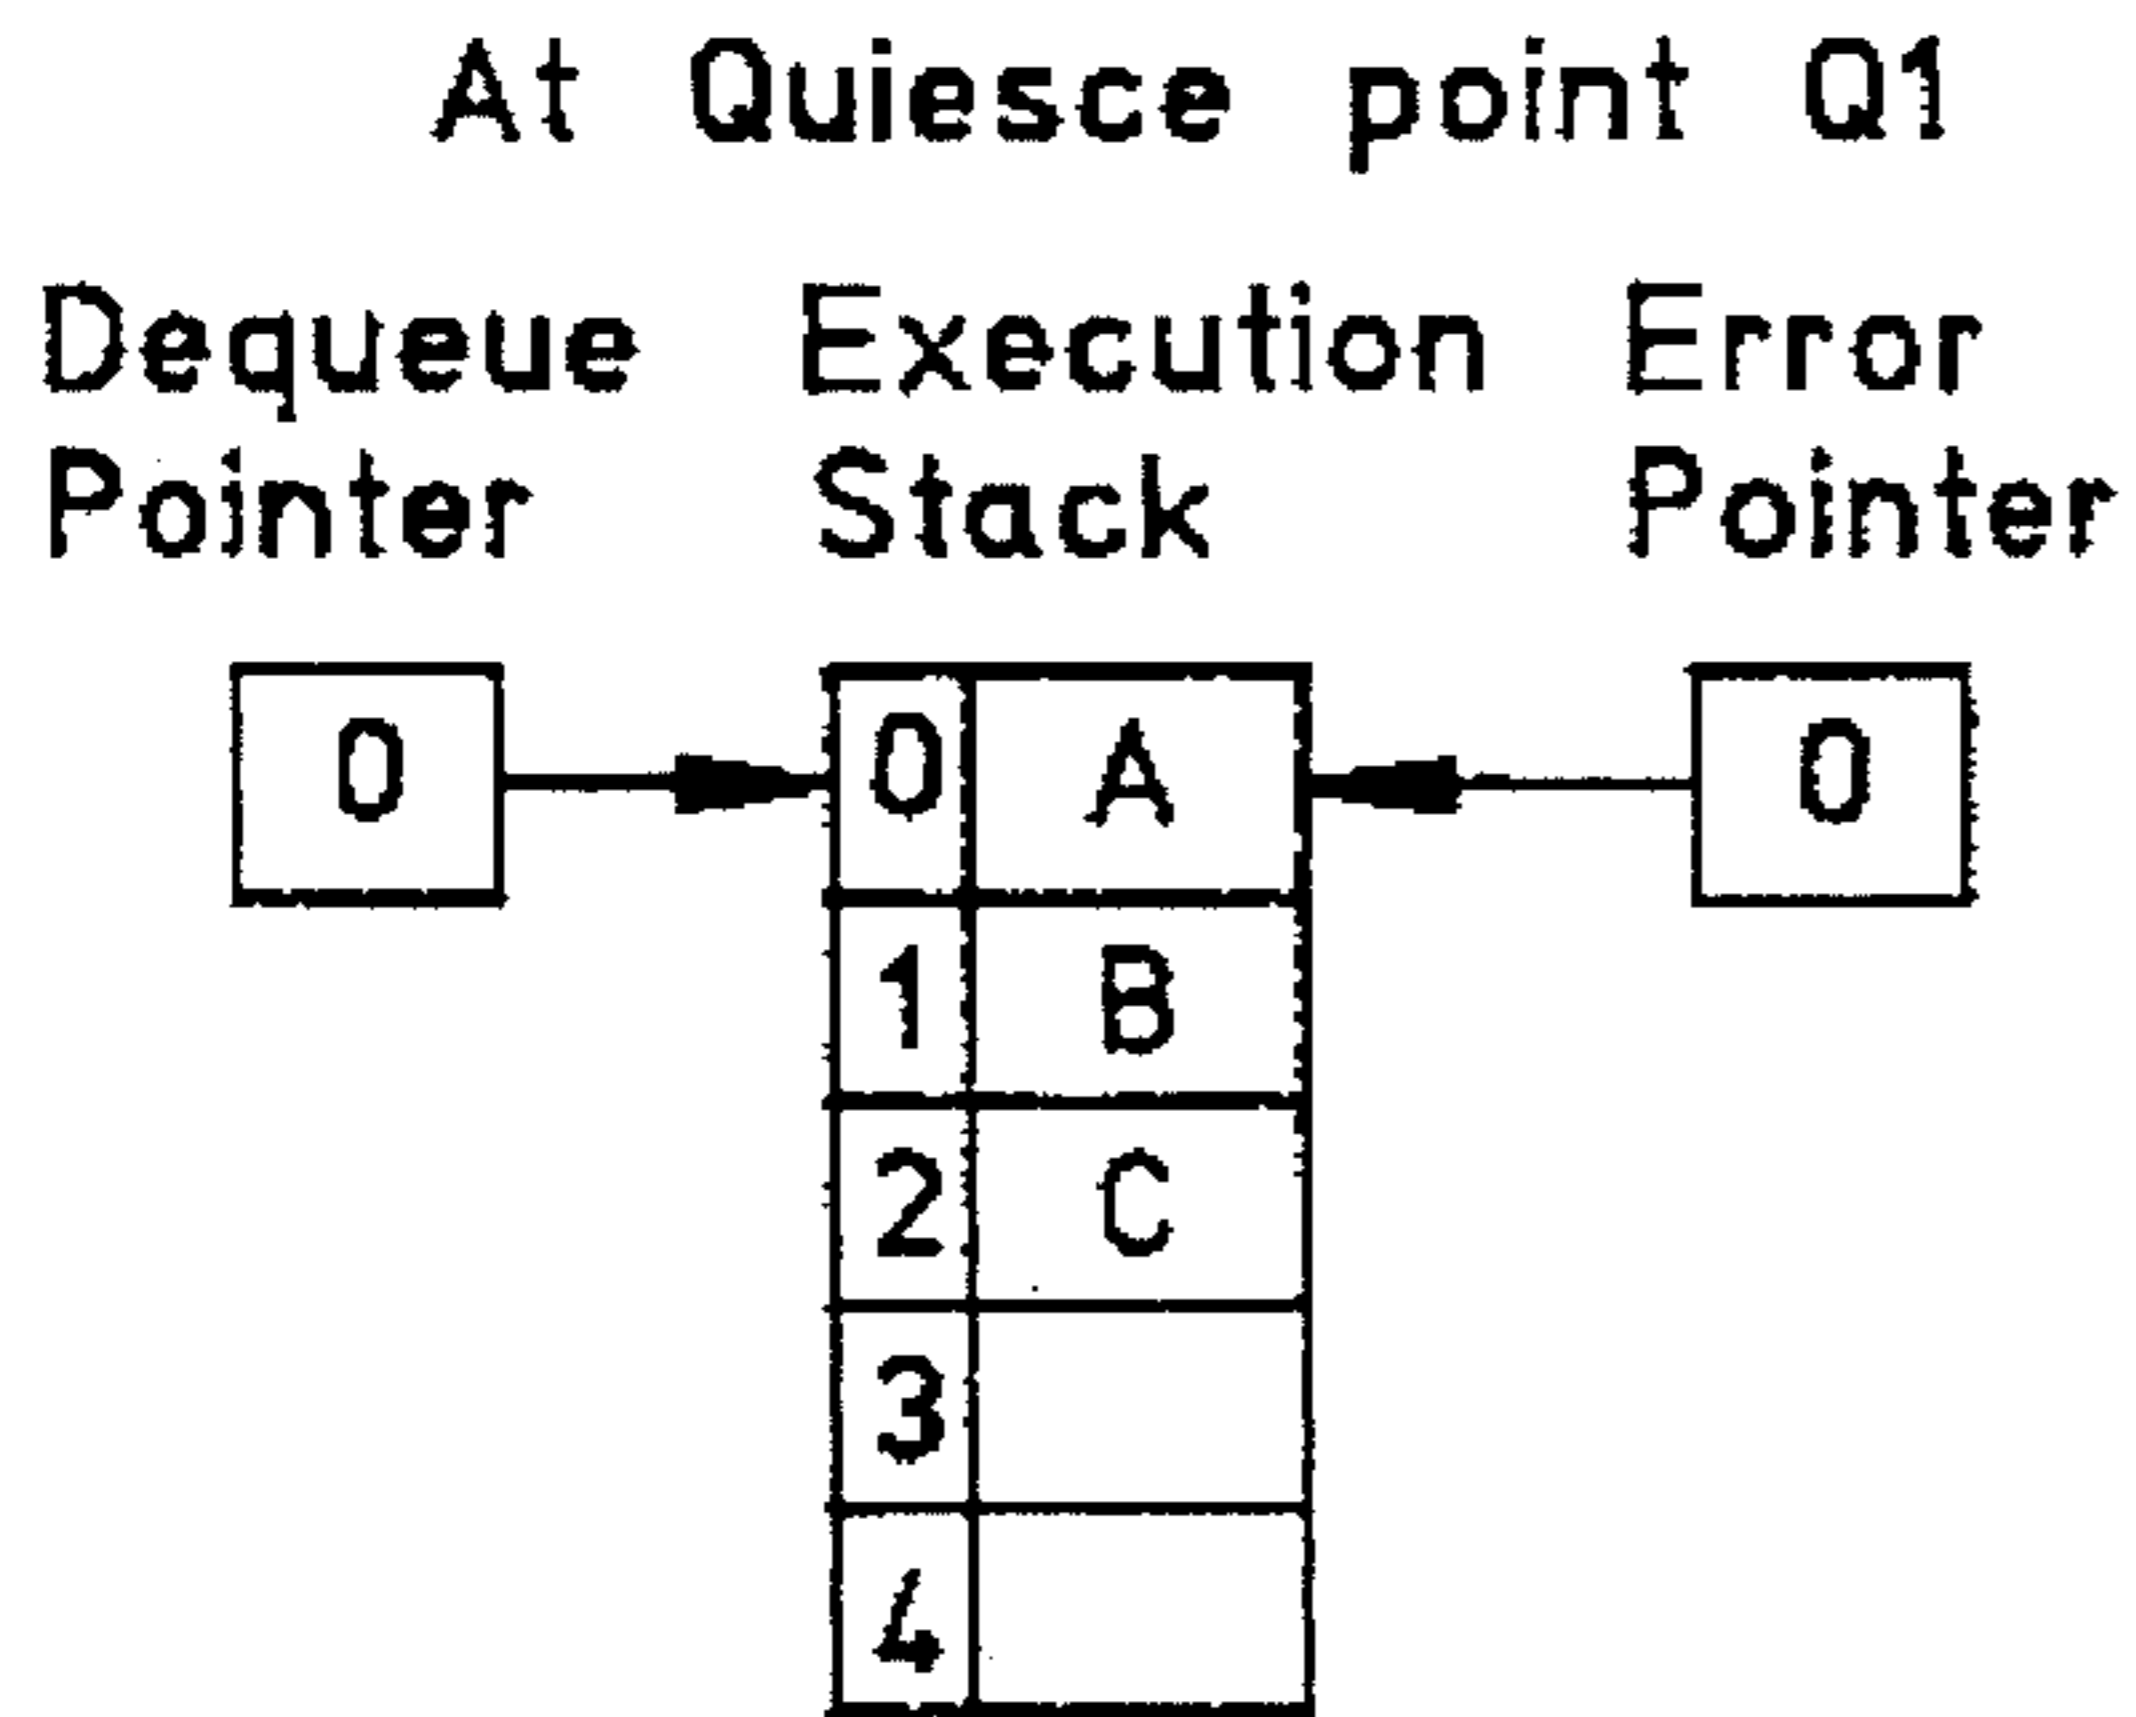 At Quiesce point Q1
Dequeue Execution Error
Pointer Stack Pointer
0 0 A 0
1 B
2 C
3
4